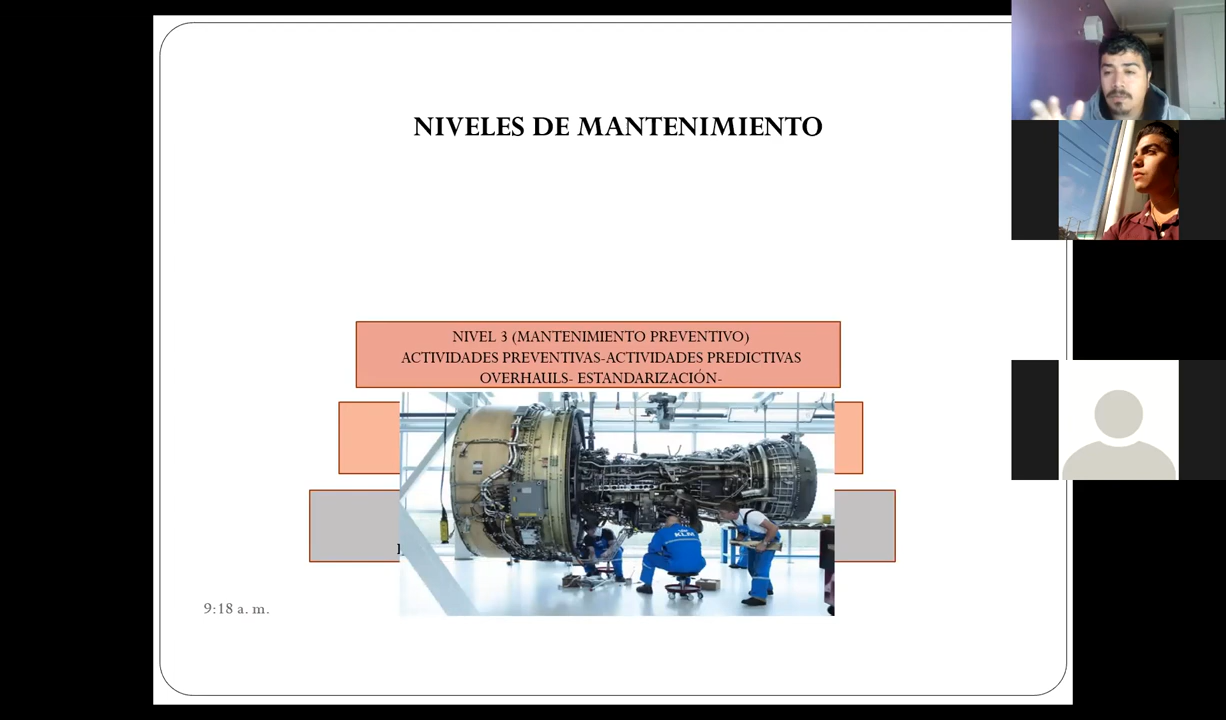 NIVELES DE MANTENIMIENTO
NIVEL 3 (MANTENIMIENTO PREVENTIVO)
ACTIVIDADES PREVENTIVAS-ACTIVIDADES PREDICTIVAS
OVERHAULS- ESTANDARIZACIÓN-
KLM
9:18 a. m.